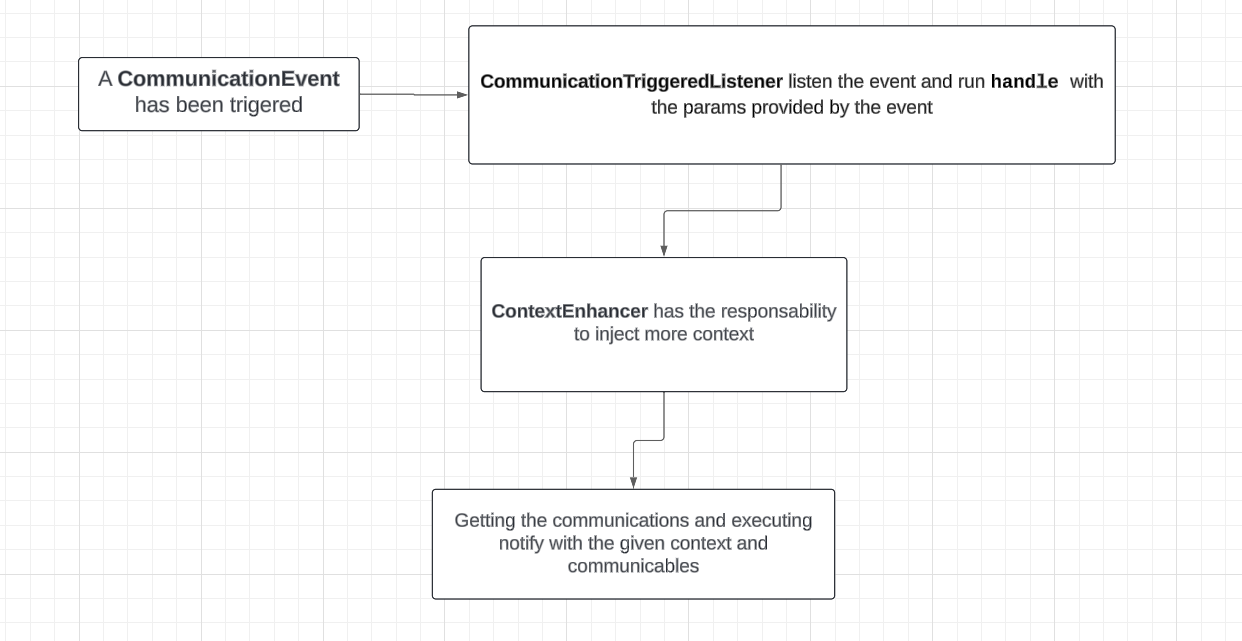 A CommunicationEvent
has been trigered
CommunicationTriggeredListener listen the event and run handle with
the params provided by the event
ContextEnhancer has the responsability
to inject more context
Getting the communications and executing
notify with the given context and
communicables